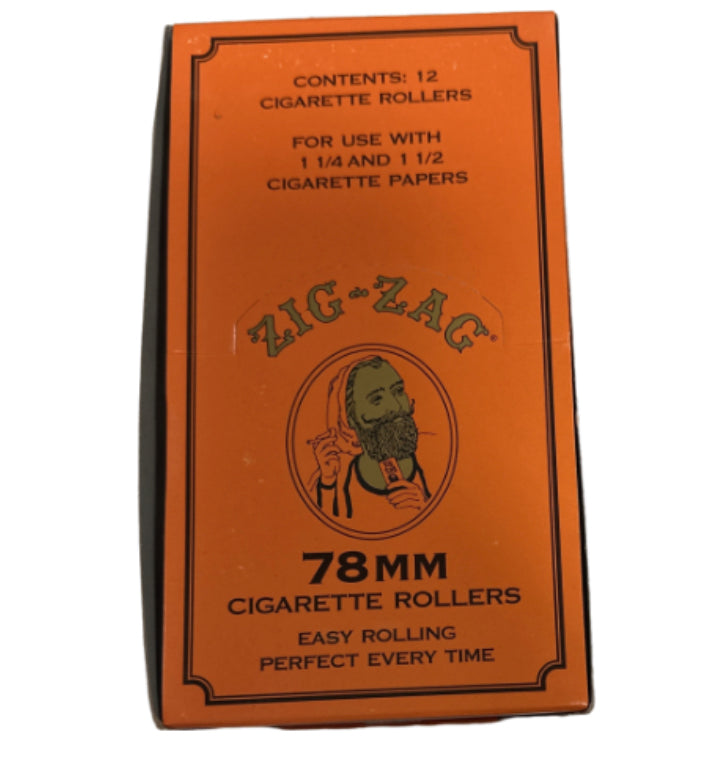 CONTENTS: 12
CIGARETTE ROLLERS
FOR USE WITH
1 1/4 AND 1 1/2
CIGARETTE PAPERS
ZIG-ZAG®
78MM
CIGARETTE ROLLERS
EASY ROLLING
PERFECT EVERY TIME